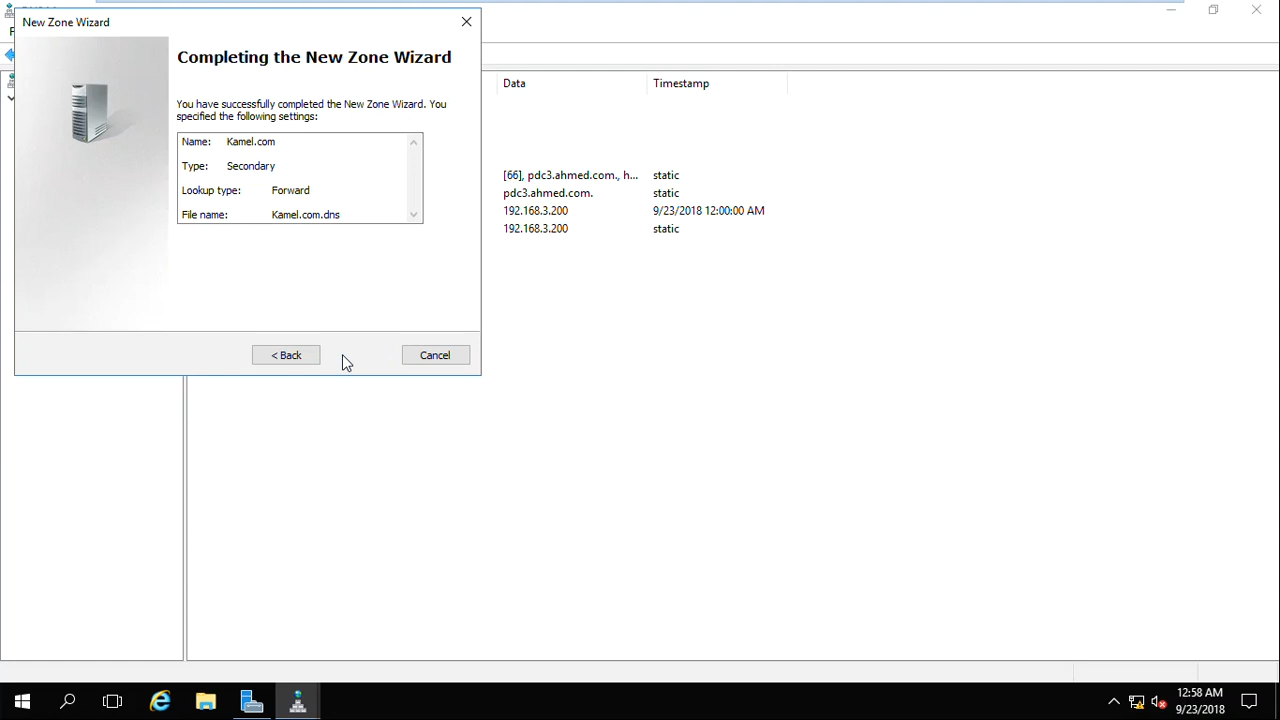 New Zone Wizard
Completing the New Zone Wizard
You have successfully completed the New Zone Wizard. You
specified the following settings:
Name: Kamel.com
Type: Secondary
Lookup type: Forward
File name: Kamel.com.dns
< Back
Cancel
Data Timestamp
[66], pdc3.ahmed.com., h... static
pdc3.ahmed.com. static
192.168.3.200 9/23/2018 12:00:00 AM
192.168.3.200 static
12:58 AM
9/23/2018